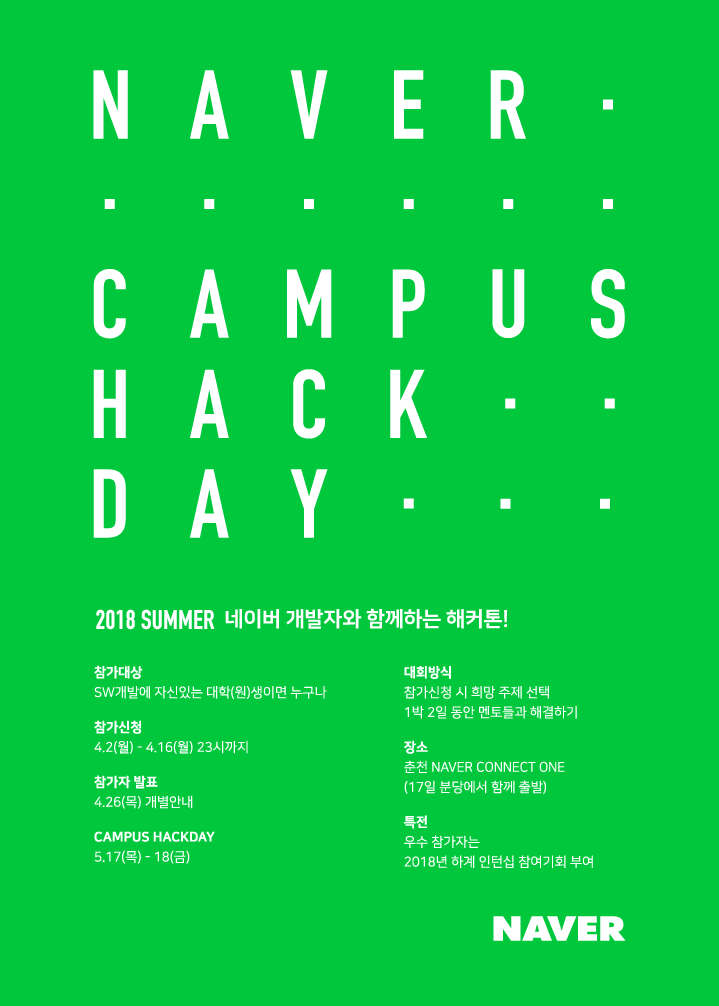 NAVER
CAMPUS
HACK
DAY
2018 SUMMER 네이버 개발자와 함께하는 해커톤!
참가대상
SW개발에 자신있는 대학(원)생이면 누구나
참가신청
4.2(월) - 4.16(월) 23시까지
참가자 발표
4.26(목) 개별안내
CAMPUS HACKDAY
5.17(목) - 18(금)
대회방식
참가신청 시 희망 주제 선택
1박 2일 동안 멘토들과 해결하기
장소
춘천 NAVER CONNECT ONE
(17일 분당에서 함께 출발)
특전
우수 참가자는
2018년 하계 인턴십 참여기회 부여
NAVER